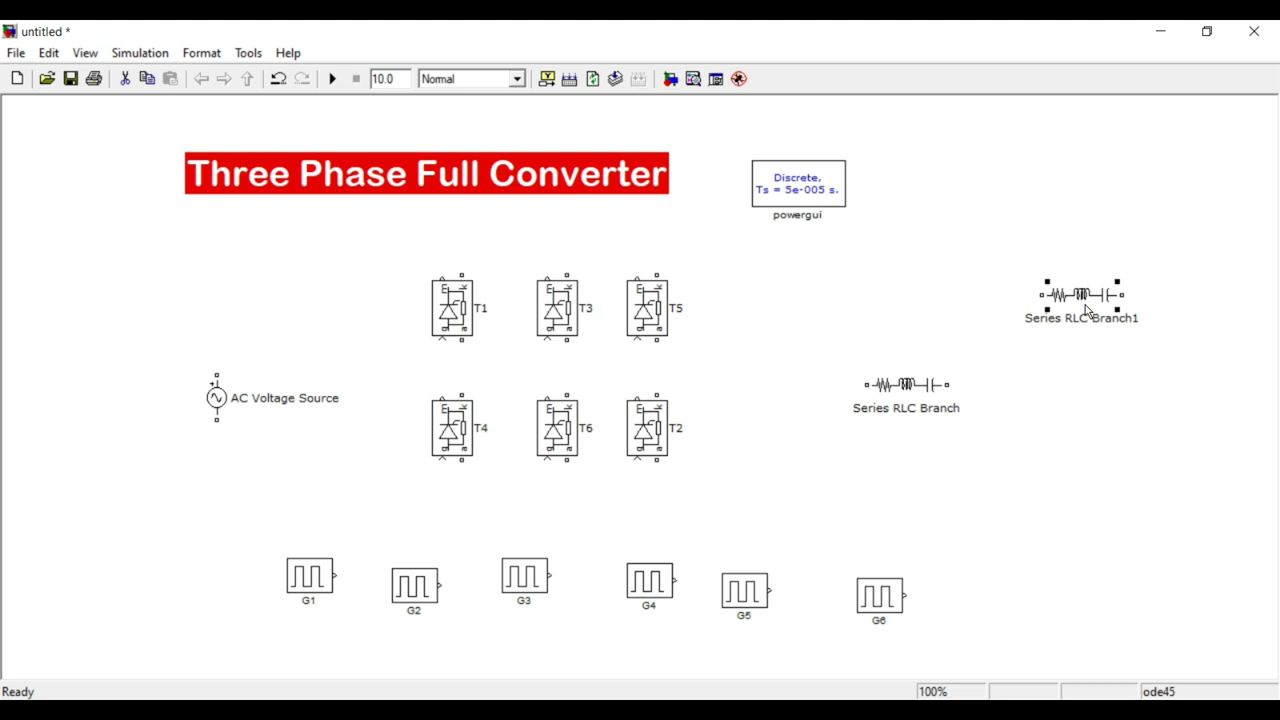 untitled *
File Edit View Simulation Format Tools Help
10.0 Normal
Three Phase Full Converter
Discrete,
Ts = 5e-005 s.
powergui
T1 T3 T5
Series RLC Branch1
AC Voltage Source
Series RLC Branch
T4 T6 T2
G1 G2 G3 G4 G5 G6
Ready 100% ode45